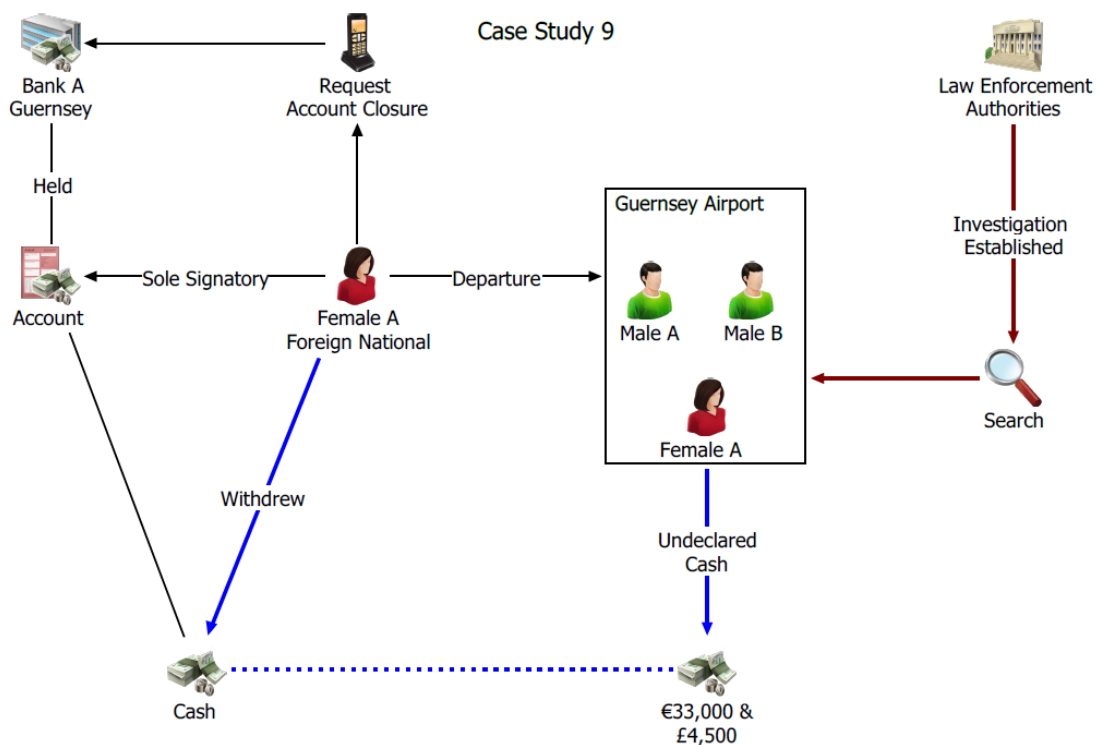 Case Study 9
Bank A
Guernsey
Request
Account Closure
Law Enforcement
Authorities
Held
Guernsey Airport
Investigation
Established
Sole Signatory
Departure
Account
Female A
Foreign National
Male A
Male B
Search
Female A
Withdrew
Undeclared
Cash
Cash
€33,000 &
£4,500